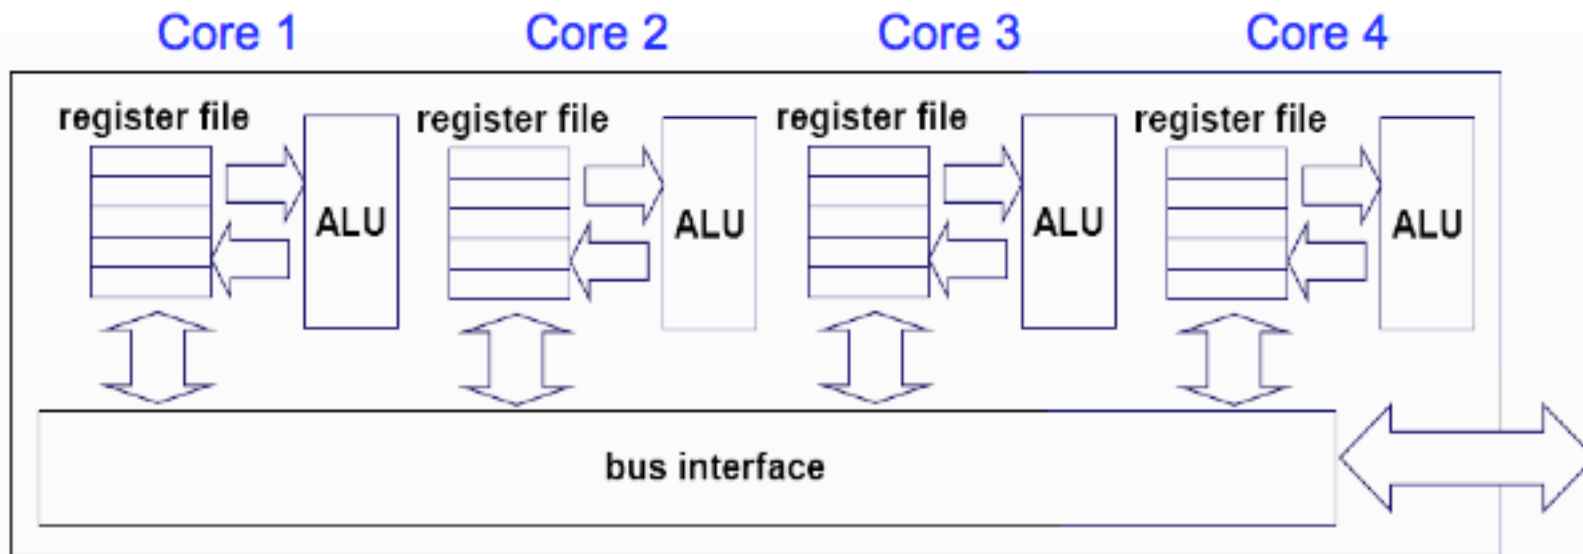 Core 1 Core 2 Core 3 Core 4
register file register file register file register file
ALU ALU ALU ALU
bus interface